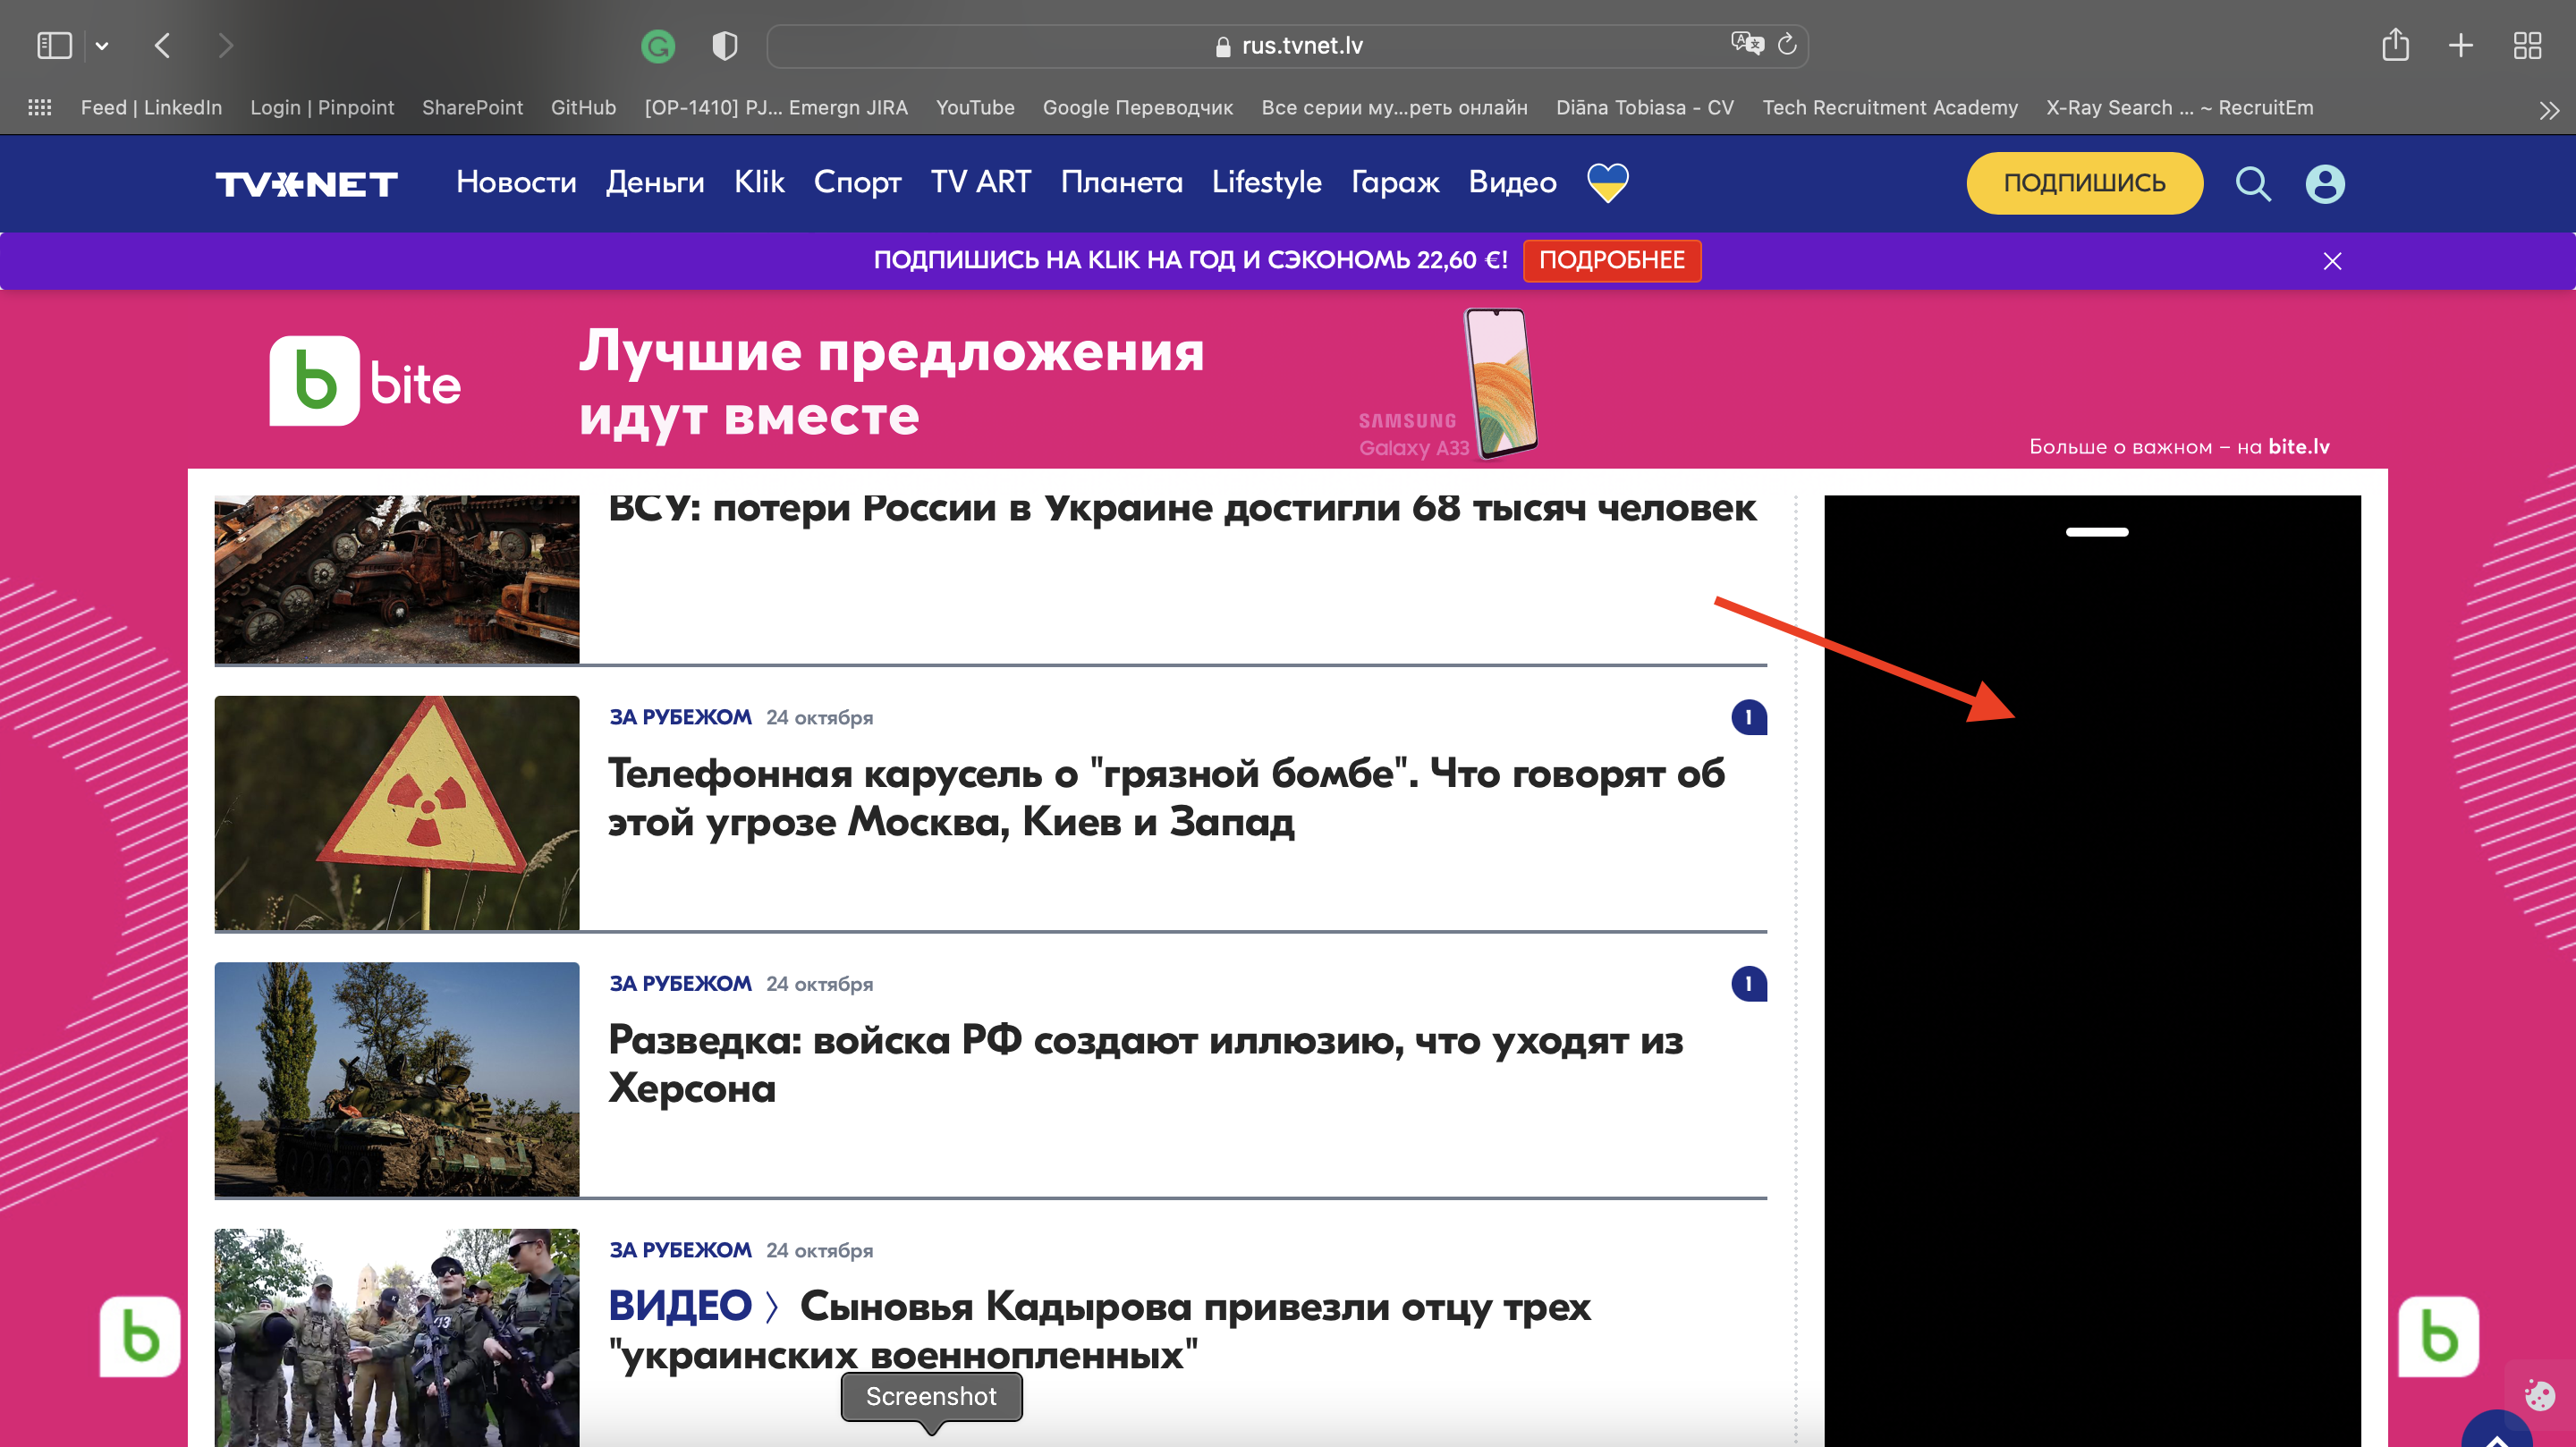 rus.tvnet.lv
Feed | LinkedIn Login | Pinpoint SharePoint GitHub [OP-1410] PJ... Emergn JIRA YouTube Google Переводчик Все серии му...реть онлайн Diāna Tobiasa - CV Tech Recruitment Academy X-Ray Search ... ~ RecruitEm
TVNET Новости Деньги Klik Спорт TV ART Планета Lifestyle Гараж Видео ПОДПИШИСЬ
ПОДПИШИСЬ НА KLIK НА ГОД И СЭКОНОМЬ 22,60 €! ПОДРОБНЕЕ
b bite
Лучшие предложения
идут вместе
SAMSUNG
Galaxy A33
Больше о важном – на bite.lv
ВСУ: потери России в Украине достигли 68 тысяч человек
ЗА РУБЕЖОМ 24 октября 1
Телефонная карусель о "грязной бомбе". Что говорят об
этой угрозе Москва, Киев и Запад
ЗА РУБЕЖОМ 24 октября 1
Разведка: войска РФ создают иллюзию, что уходят из
Херсона
ЗА РУБЕЖОМ 24 октября
ВИДЕО 〉 Сыновья Кадырова привезли отцу трех
"украинских военнопленных"
b
b
Screenshot